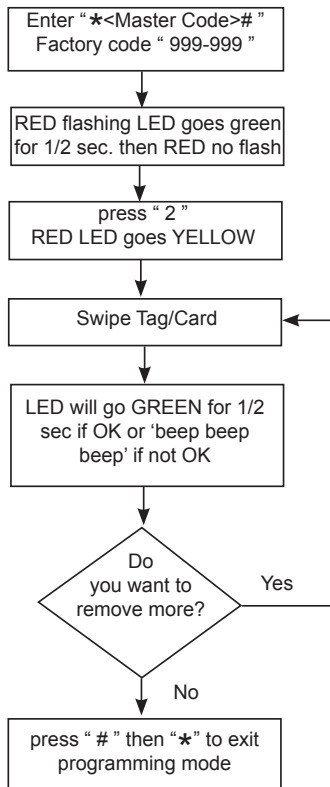 Enter “*<Master Code># ”
Factory code “ 999-999 ”
RED flashing LED goes green
for 1/2 sec. then RED no flash
press “ 2 ”
RED LED goes YELLOW
Swipe Tag/Card
LED will go GREEN for 1/2
sec if OK or ‘beep beep
beep’ if not OK
Do
you want to
remove more?
Yes
No
press “ # ” then “*” to exit
programming mode